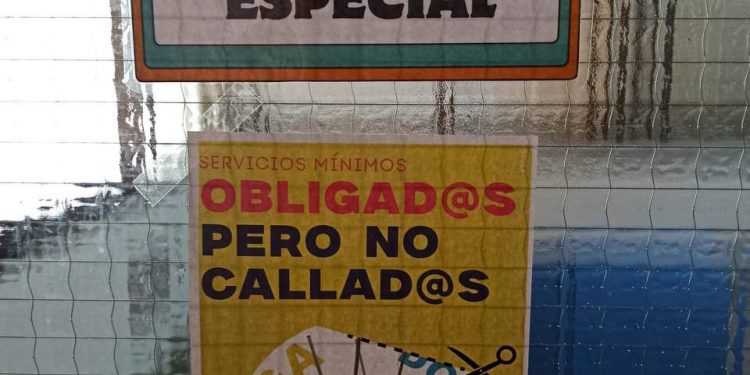 ESPECIAL
SERVICIOS MÍNIMOS
OBLIGAD@S
PERO NO
CALLAD@S